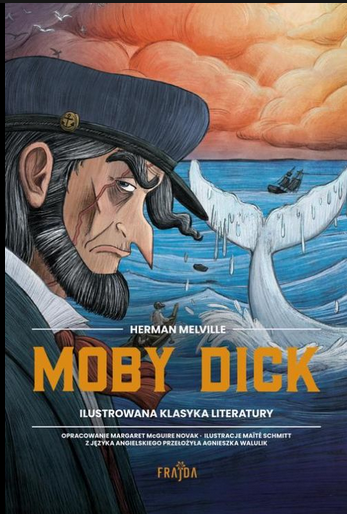 HERMAN MELVILLE
MOBY DICK
ILUSTROWANA KLASYKA LITERATURY
OPRACOWANIE MARGARET McGUIRE NOVAK · ILUSTRACJE MAÏTÉ SCHMITT
Z JĘZYKA ANGIELSKIEGO PRZEŁOŻYŁA AGNIESZKA WALULIK
FRAJDA